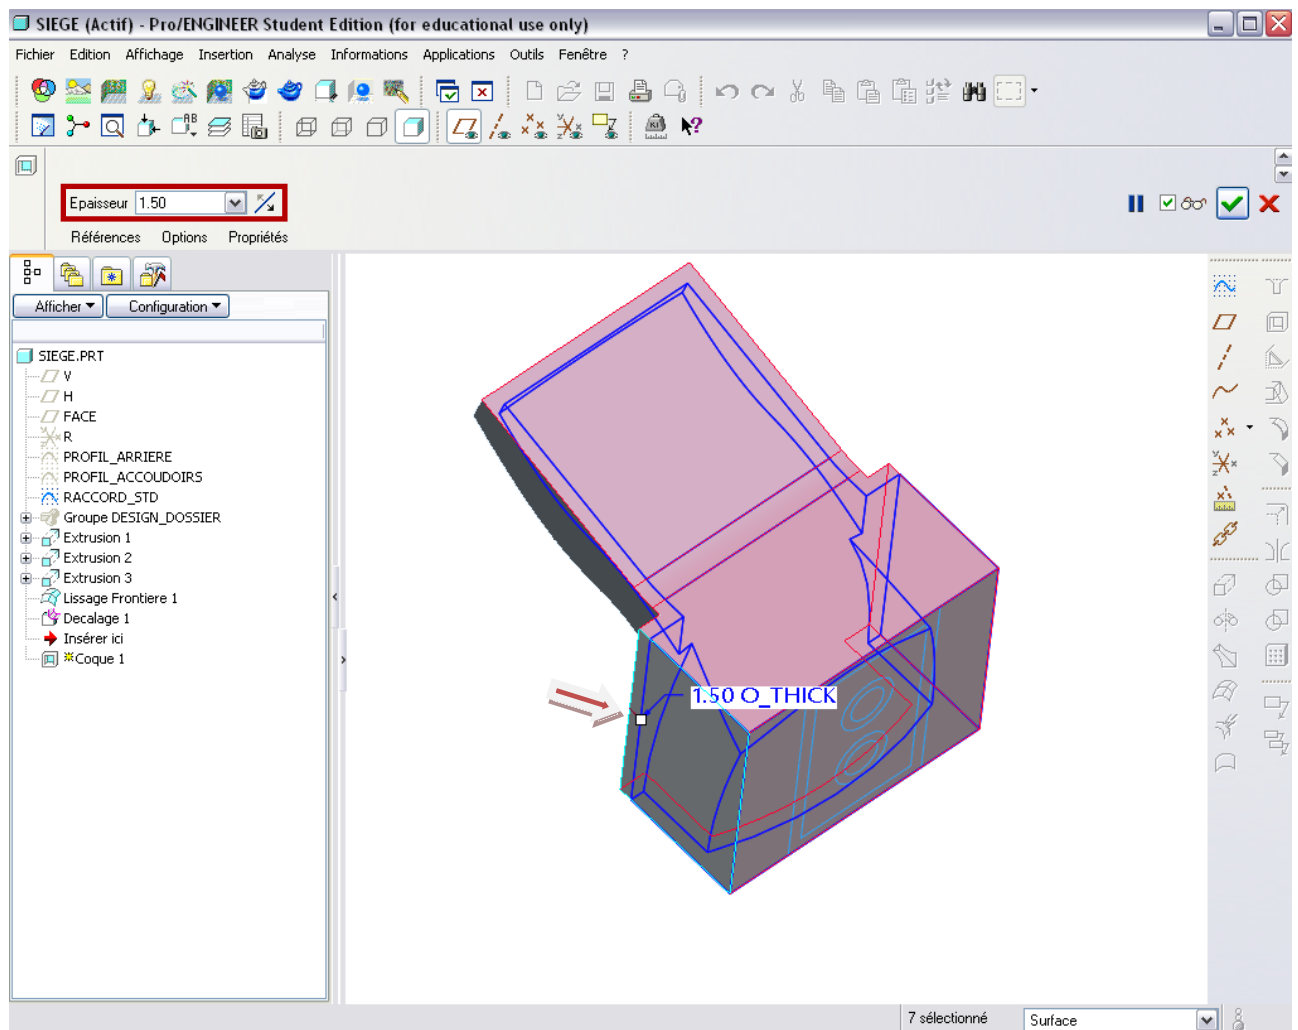 SIEGE (Actif) - Pro/ENGINEER Student Edition (for educational use only)
Fichier Edition Affichage Insertion Analyse Informations Applications Outils Fenêtre ?
Epaisseur 1.50
Références Options Propriétés
Afficher Configuration
SIEGE.PRT
V
H
FACE
R
PROFIL_ARRIERE
PROFIL_ACCOUDOIRS
RACCORD_STD
Groupe DESIGN_DOSSIER
Extrusion 1
Extrusion 2
Extrusion 3
Lissage Frontiere 1
Decalage 1
Insérer ici
Coque 1
1.50 O_THICK
7 sélectionné Surface